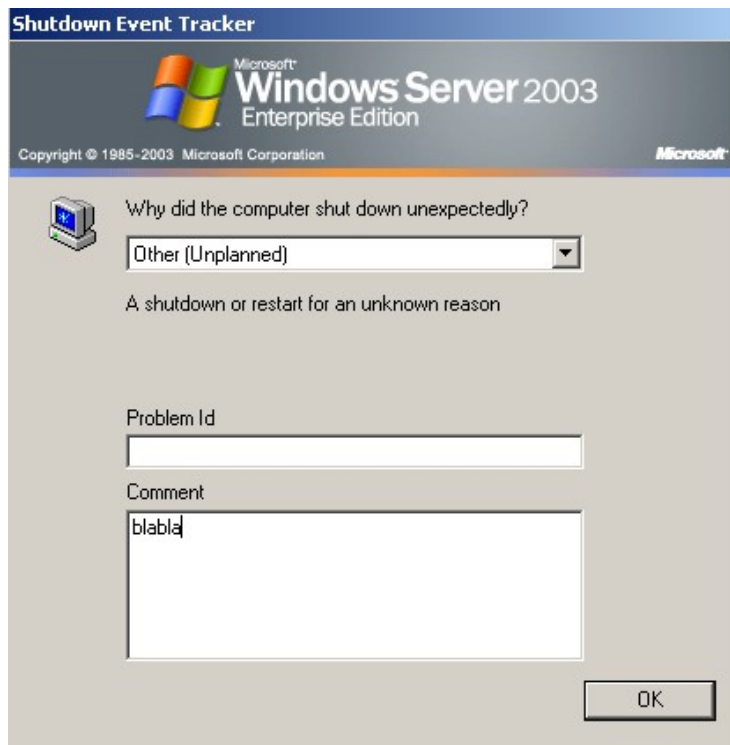 Shutdown Event Tracker
Microsoft
Windows Server 2003
Enterprise Edition
Copyright © 1985-2003 Microsoft Corporation
Microsoft
Why did the computer shut down unexpectedly?
Other (Unplanned)
A shutdown or restart for an unknown reason
Problem Id
Comment
blabla
OK